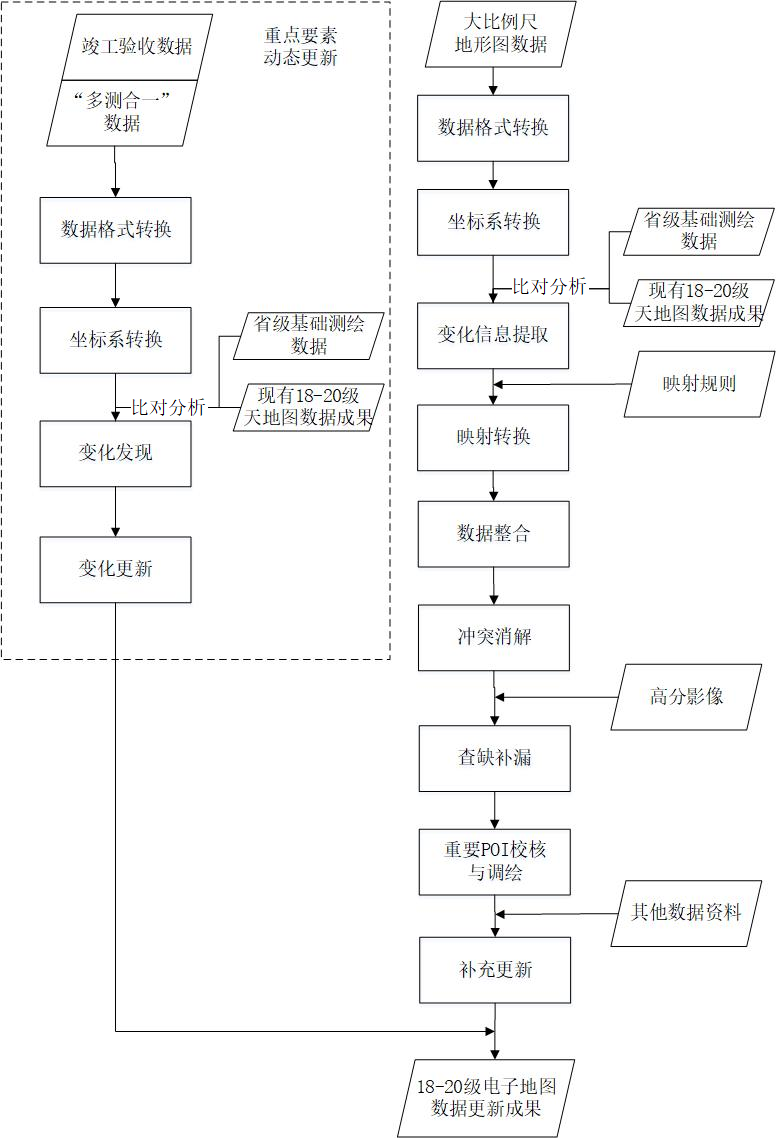 竣工验收数据
“多测合一”
数据
重点要素
动态更新
数据格式转换
坐标系转换
省级基础测绘
数据
比对分析
现有18-20级
天地图数据成果
变化发现
变化更新
大比例尺
地形图数据
数据格式转换
坐标系转换
省级基础测绘
数据
比对分析
现有18-20级
天地图数据成果
变化信息提取
映射规则
映射转换
数据整合
冲突消解
高分影像
查缺补漏
重要POI校核
与调绘
其他数据资料
补充更新
18-20级电子地图
数据更新成果